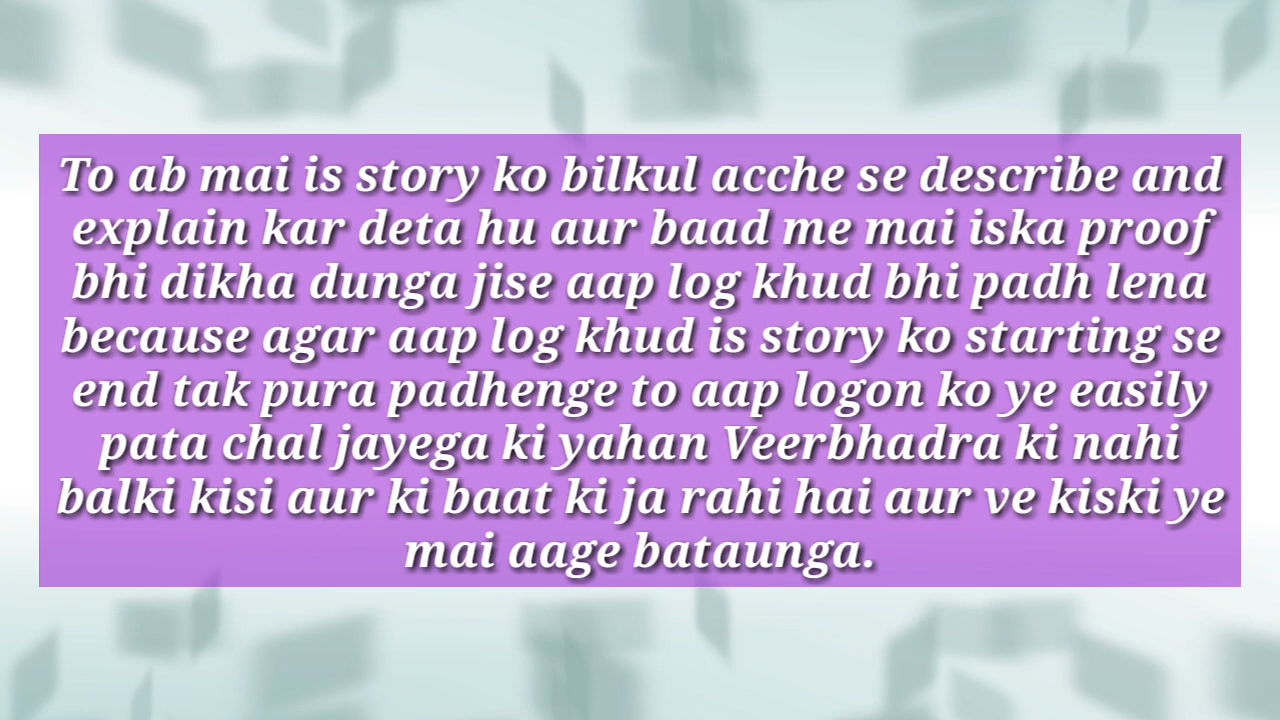 To ab mai is story ko bilkul acche se describe and
explain kar deta hu aur baad me mai iska proof
bhi dikha dunga jise aap log khud bhi padh lena
because agar aap log khud is story ko starting se
end tak pura padhenge to aap logon ko ye easily
pata chal jayega ki yahan Veerbhadra ki nahi
balki kisi aur ki baat ki ja rahi hai aur ve kiski ye
mai aage bataunga.